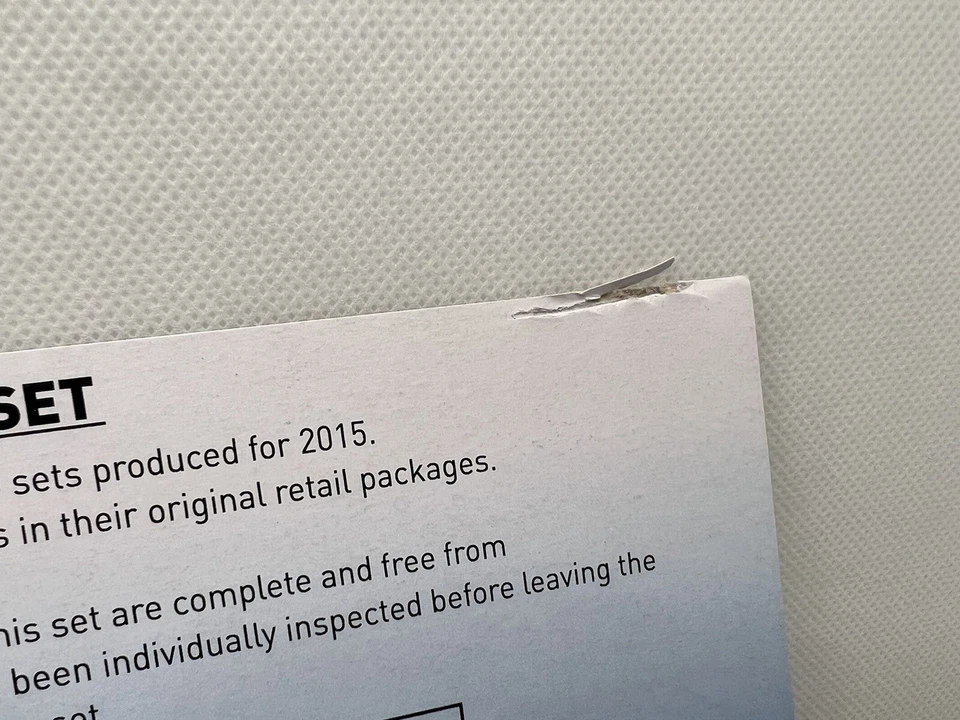 SET
sets produced for 2015.
in their original retail packages.
his set are complete and free from
been individually inspected before leaving the
set